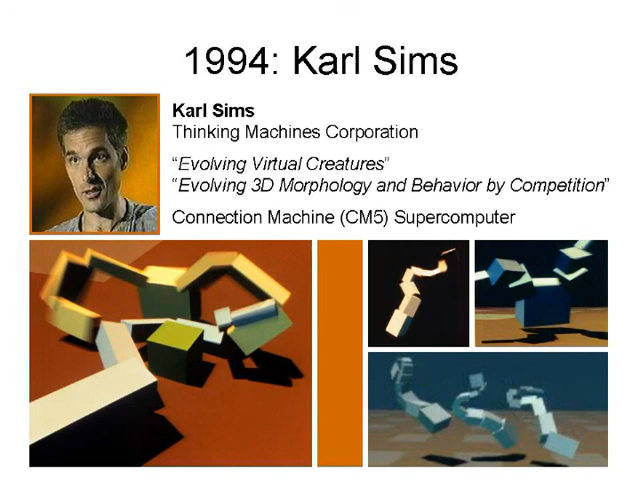 1994: Karl Sims
Karl Sims
Thinking Machines Corporation
“Evolving Virtual Creatures”
“Evolving 3D Morphology and Behavior by Competition”
Connection Machine (CM5) Supercomputer